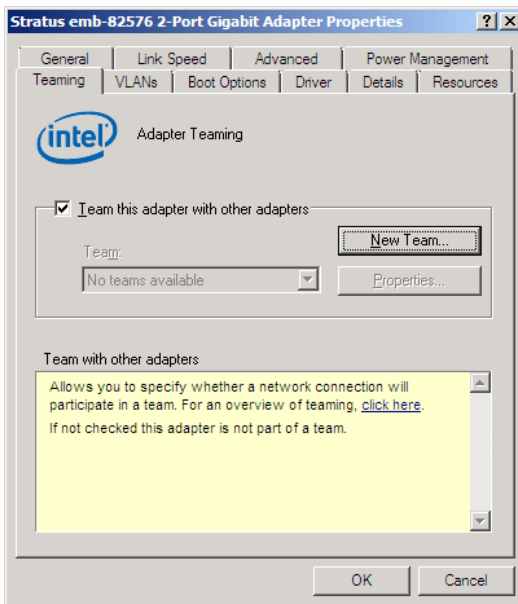 Stratus emb-82576 2-Port Gigabit Adapter Properties
General Link Speed Advanced Power Management
Teaming VLANs Boot Options Driver Details Resources
intel Adapter Teaming
Team this adapter with other adapters
New Team...
Team:
No teams available Properties...
Team with other adapters
Allows you to specify whether a network connection will
participate in a team. For an overview of teaming, click here.
If not checked this adapter is not part of a team.
OK Cancel